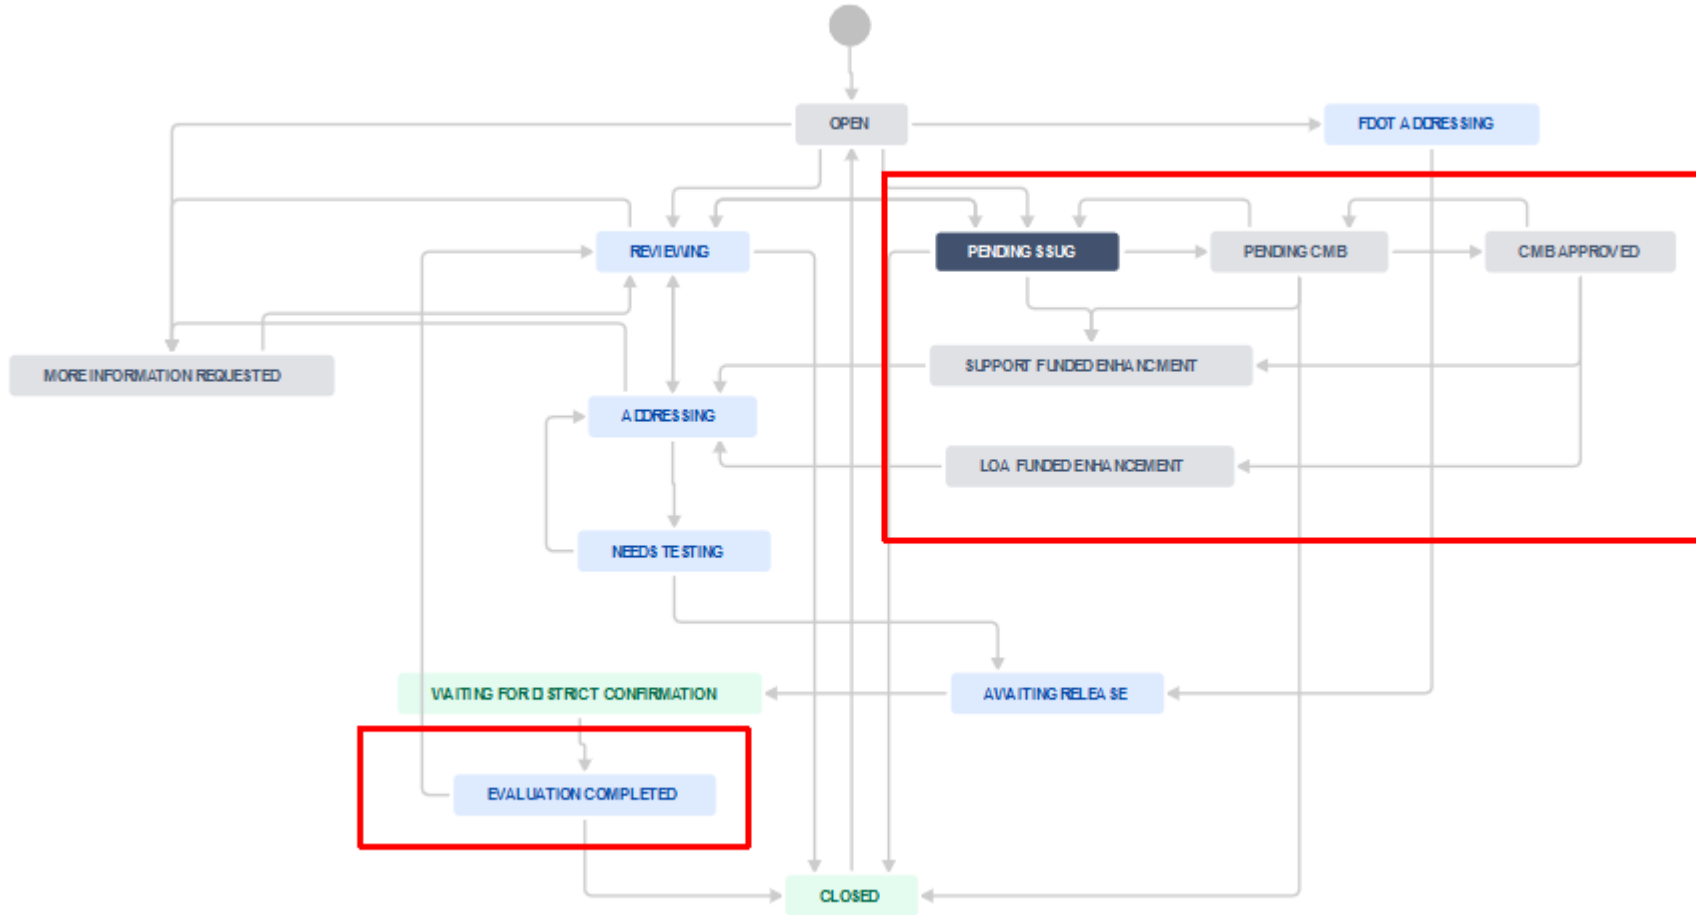 OPEN
FDOT ADDRESSING
REVIEWING
PENDING SSUG
PENDING CMB
CMB APPROVED
MORE INFORMATION REQUESTED
SUPPORT FUNDED ENHANCMENT
ADDRESSING
LOA FUNDED ENHANCEMENT
NEEDS TESTING
WAITING FOR DISTRICT CONFIRMATION
AWAITING RELEASE
EVALUATION COMPLETED
CLOSED